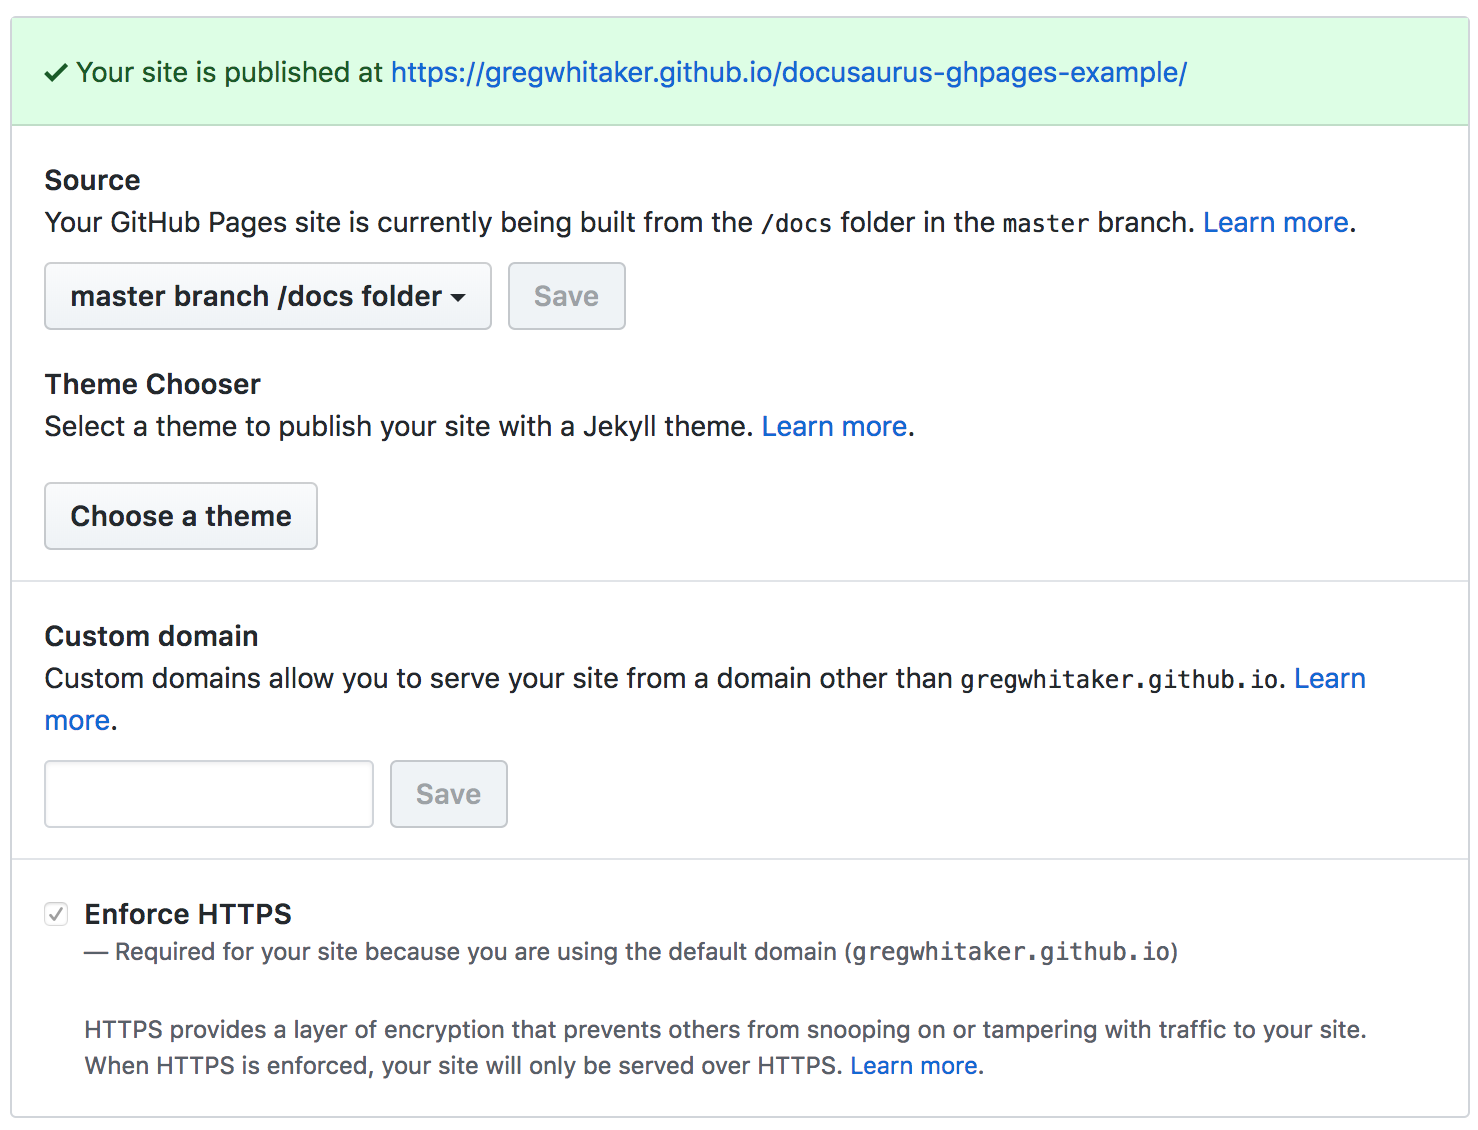 Your site is published at https://gregwhitaker.github.io/docusaurus-ghpages-example/
Source
Your GitHub Pages site is currently being built from the /docs folder in the master branch. Learn more.
master branch /docs folder
Save
Theme Chooser
Select a theme to publish your site with a Jekyll theme. Learn more.
Choose a theme
Custom domain
Custom domains allow you to serve your site from a domain other than gregwhitaker.github.io. Learn
more.
Save
Enforce HTTPS
— Required for your site because you are using the default domain (gregwhitaker.github.io)
HTTPS provides a layer of encryption that prevents others from snooping on or tampering with traffic to your site.
When HTTPS is enforced, your site will only be served over HTTPS. Learn more.